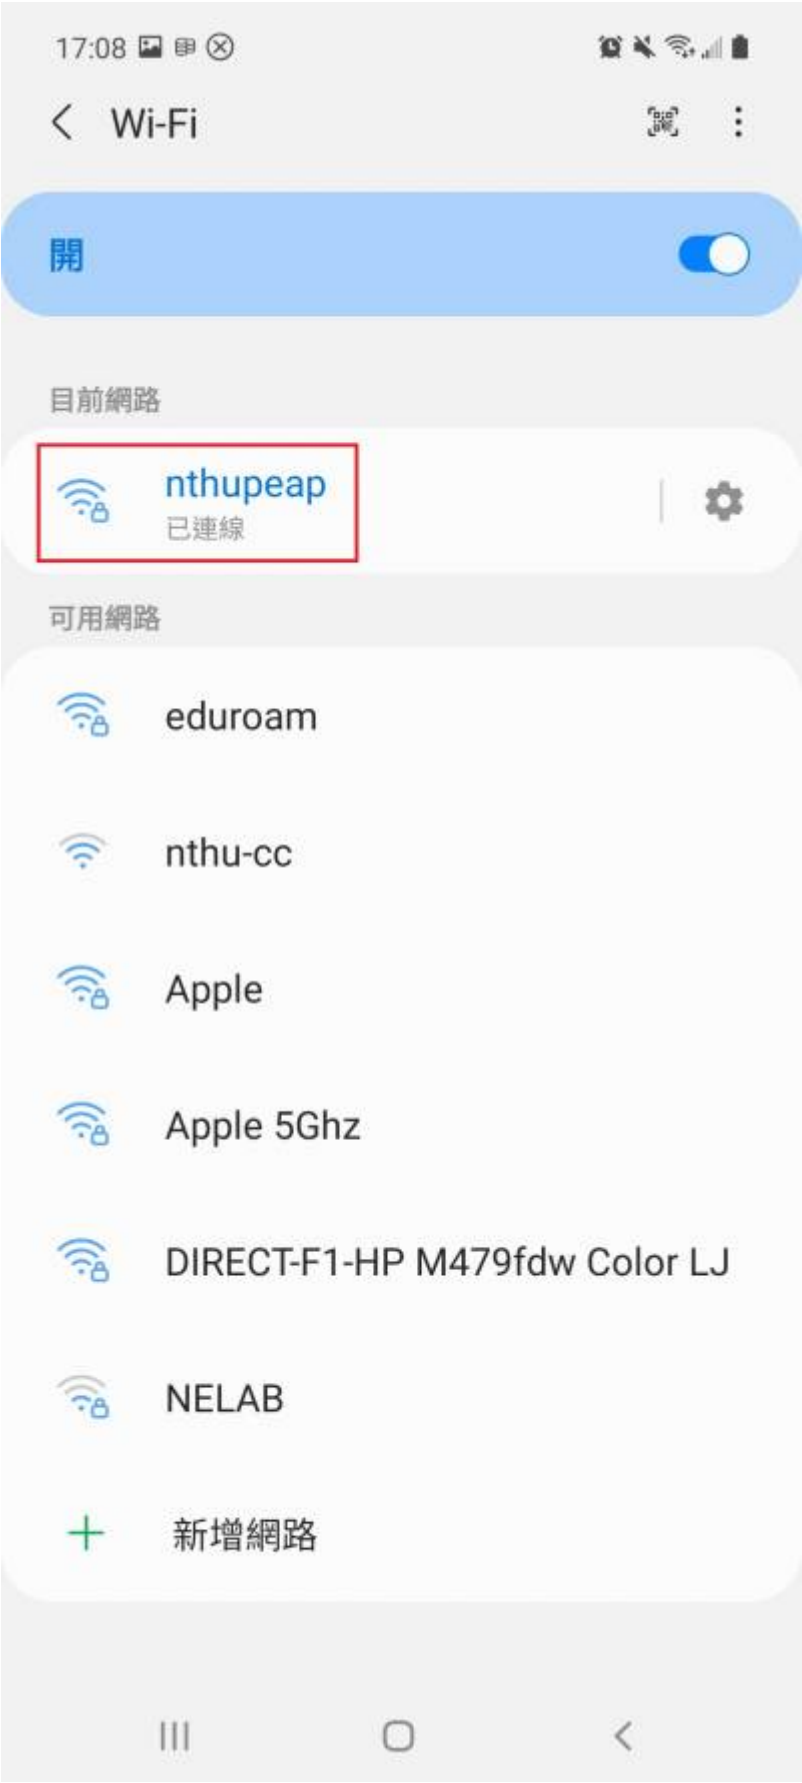 17:08
Wi-Fi
開
目前網路
nthupeap
已連線
可用網路
eduroam
nthu-cc
Apple
Apple 5Ghz
DIRECT-F1-HP M479fdw Color LJ
NELAB
新增網路